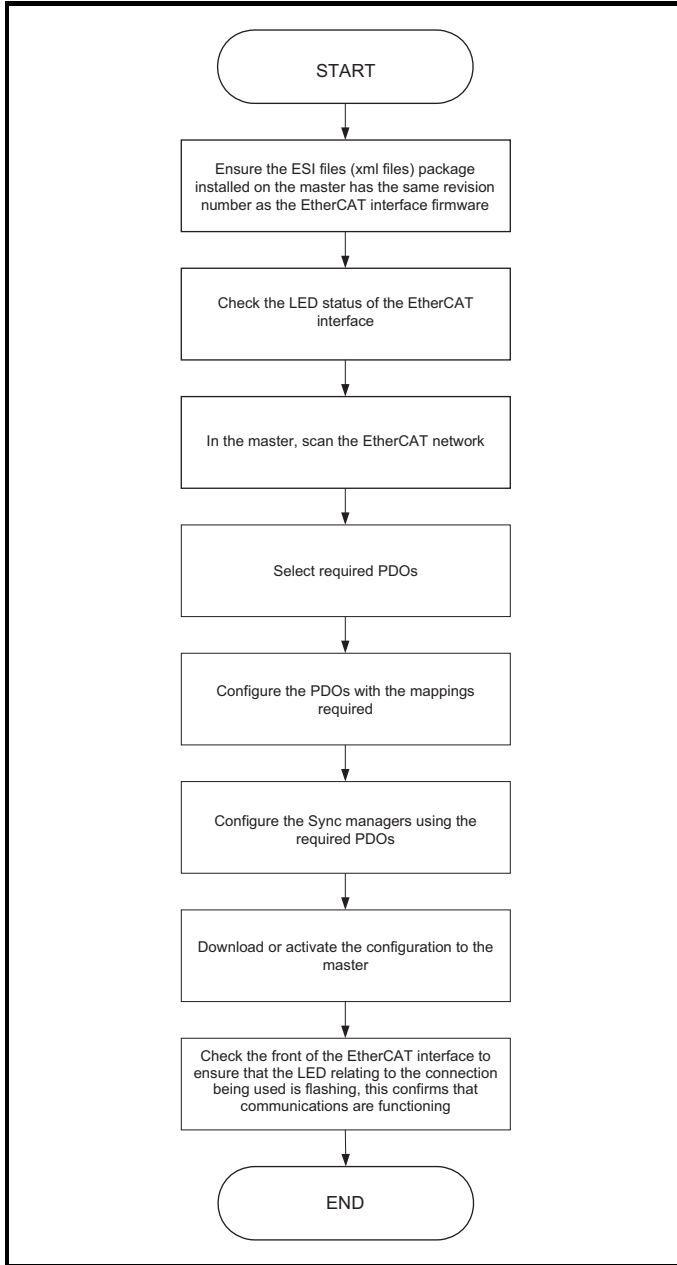 START
Ensure the ESI files (xml files) package
installed on the master has the same revision
number as the EtherCAT interface firmware
Check the LED status of the EtherCAT
interface
In the master, scan the EtherCAT network
Select required PDOs
Configure the PDOs with the mappings
required
Configure the Sync managers using the
required PDOs
Download or activate the configuration to the
master
Check the front of the EtherCAT interface to
ensure that the LED relating to the connection
being used is flashing, this confirms that
communications are functioning
END